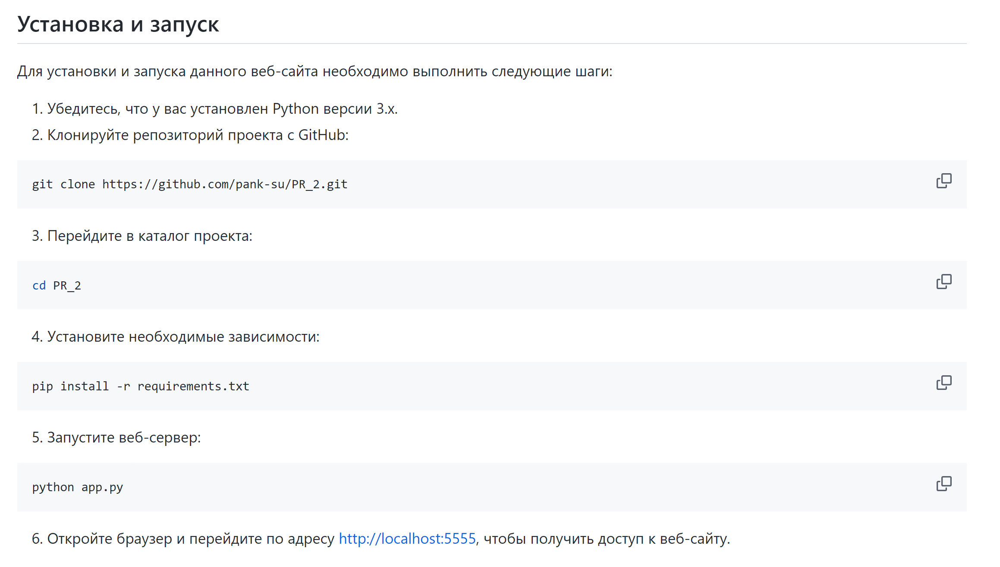 Установка и запуск
Для установки и запуска данного веб-сайта необходимо выполнить следующие шаги:
1. Убедитесь, что у вас установлен Python версии 3.x.
2. Клонируйте репозиторий проекта с GitHub:
git clone https://github.com/pank-su/PR_2.git
3. Перейдите в каталог проекта:
cd PR_2
4. Установите необходимые зависимости:
pip install -r requirements.txt
5. Запустите веб-сервер:
python app.py
6. Откройте браузер и перейдите по адресу http://localhost:5555, чтобы получить доступ к веб-сайту.